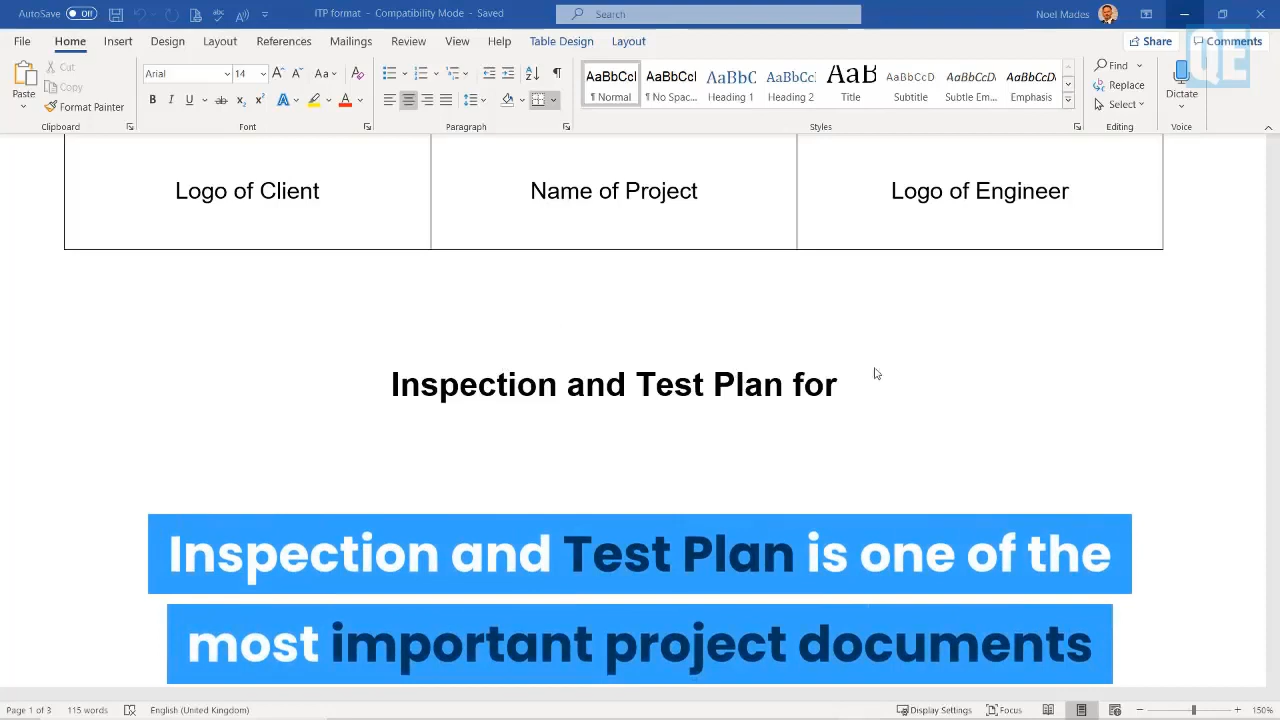 AutoSave Off ITP format - Compatibility Mode - Saved Search Noel Mades
File Home Insert Design Layout References Mailings Review View Help Table Design Layout Share Comments
QE
Paste
Cut
Copy
Format Painter
Clipboard
Arial 14
Font
Paragraph
AaBbCcI AaBbCcI AaBbC AaBbC AaB AaBbCcD AaBbCcD AaBbCcD
¶ Normal ¶ No Spac... Heading 1 Heading 2 Title Subtitle Subtle Em... Emphasis
Styles
Find
Replace
Select
Editing
Dictate
Voice
Logo of Client Name of Project Logo of Engineer
Inspection and Test Plan for
Inspection and Test Plan is one of the
most important project documents
Page 1 of 3 115 words English (United Kingdom) Display Settings Focus 150%